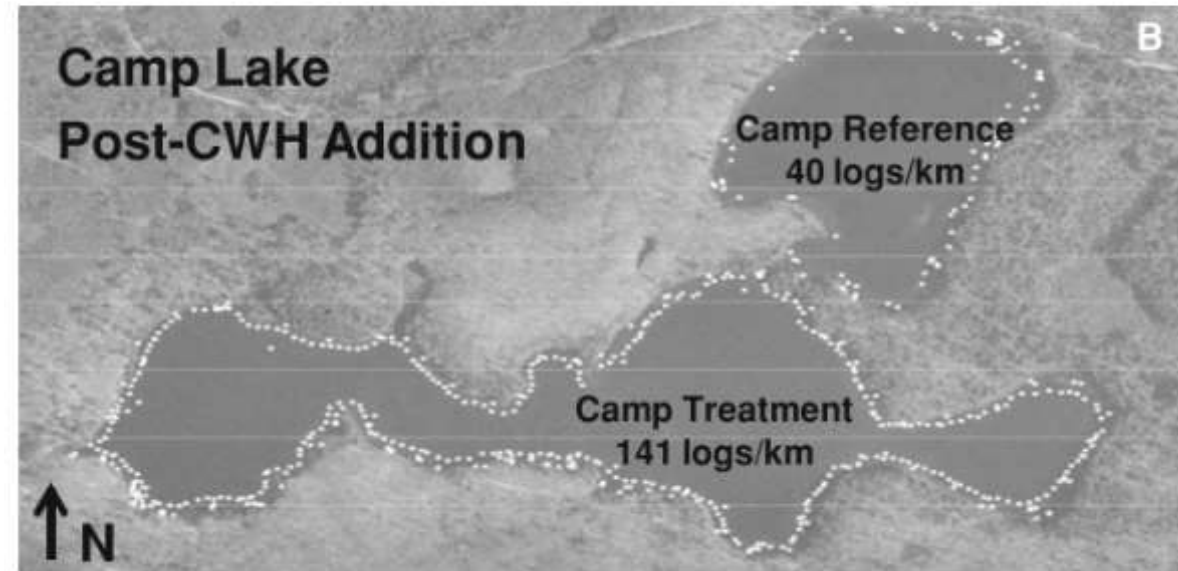 Camp Lake
Post-CWH Addition
B
Camp Reference
40 logs/km
Camp Treatment
141 logs/km
N